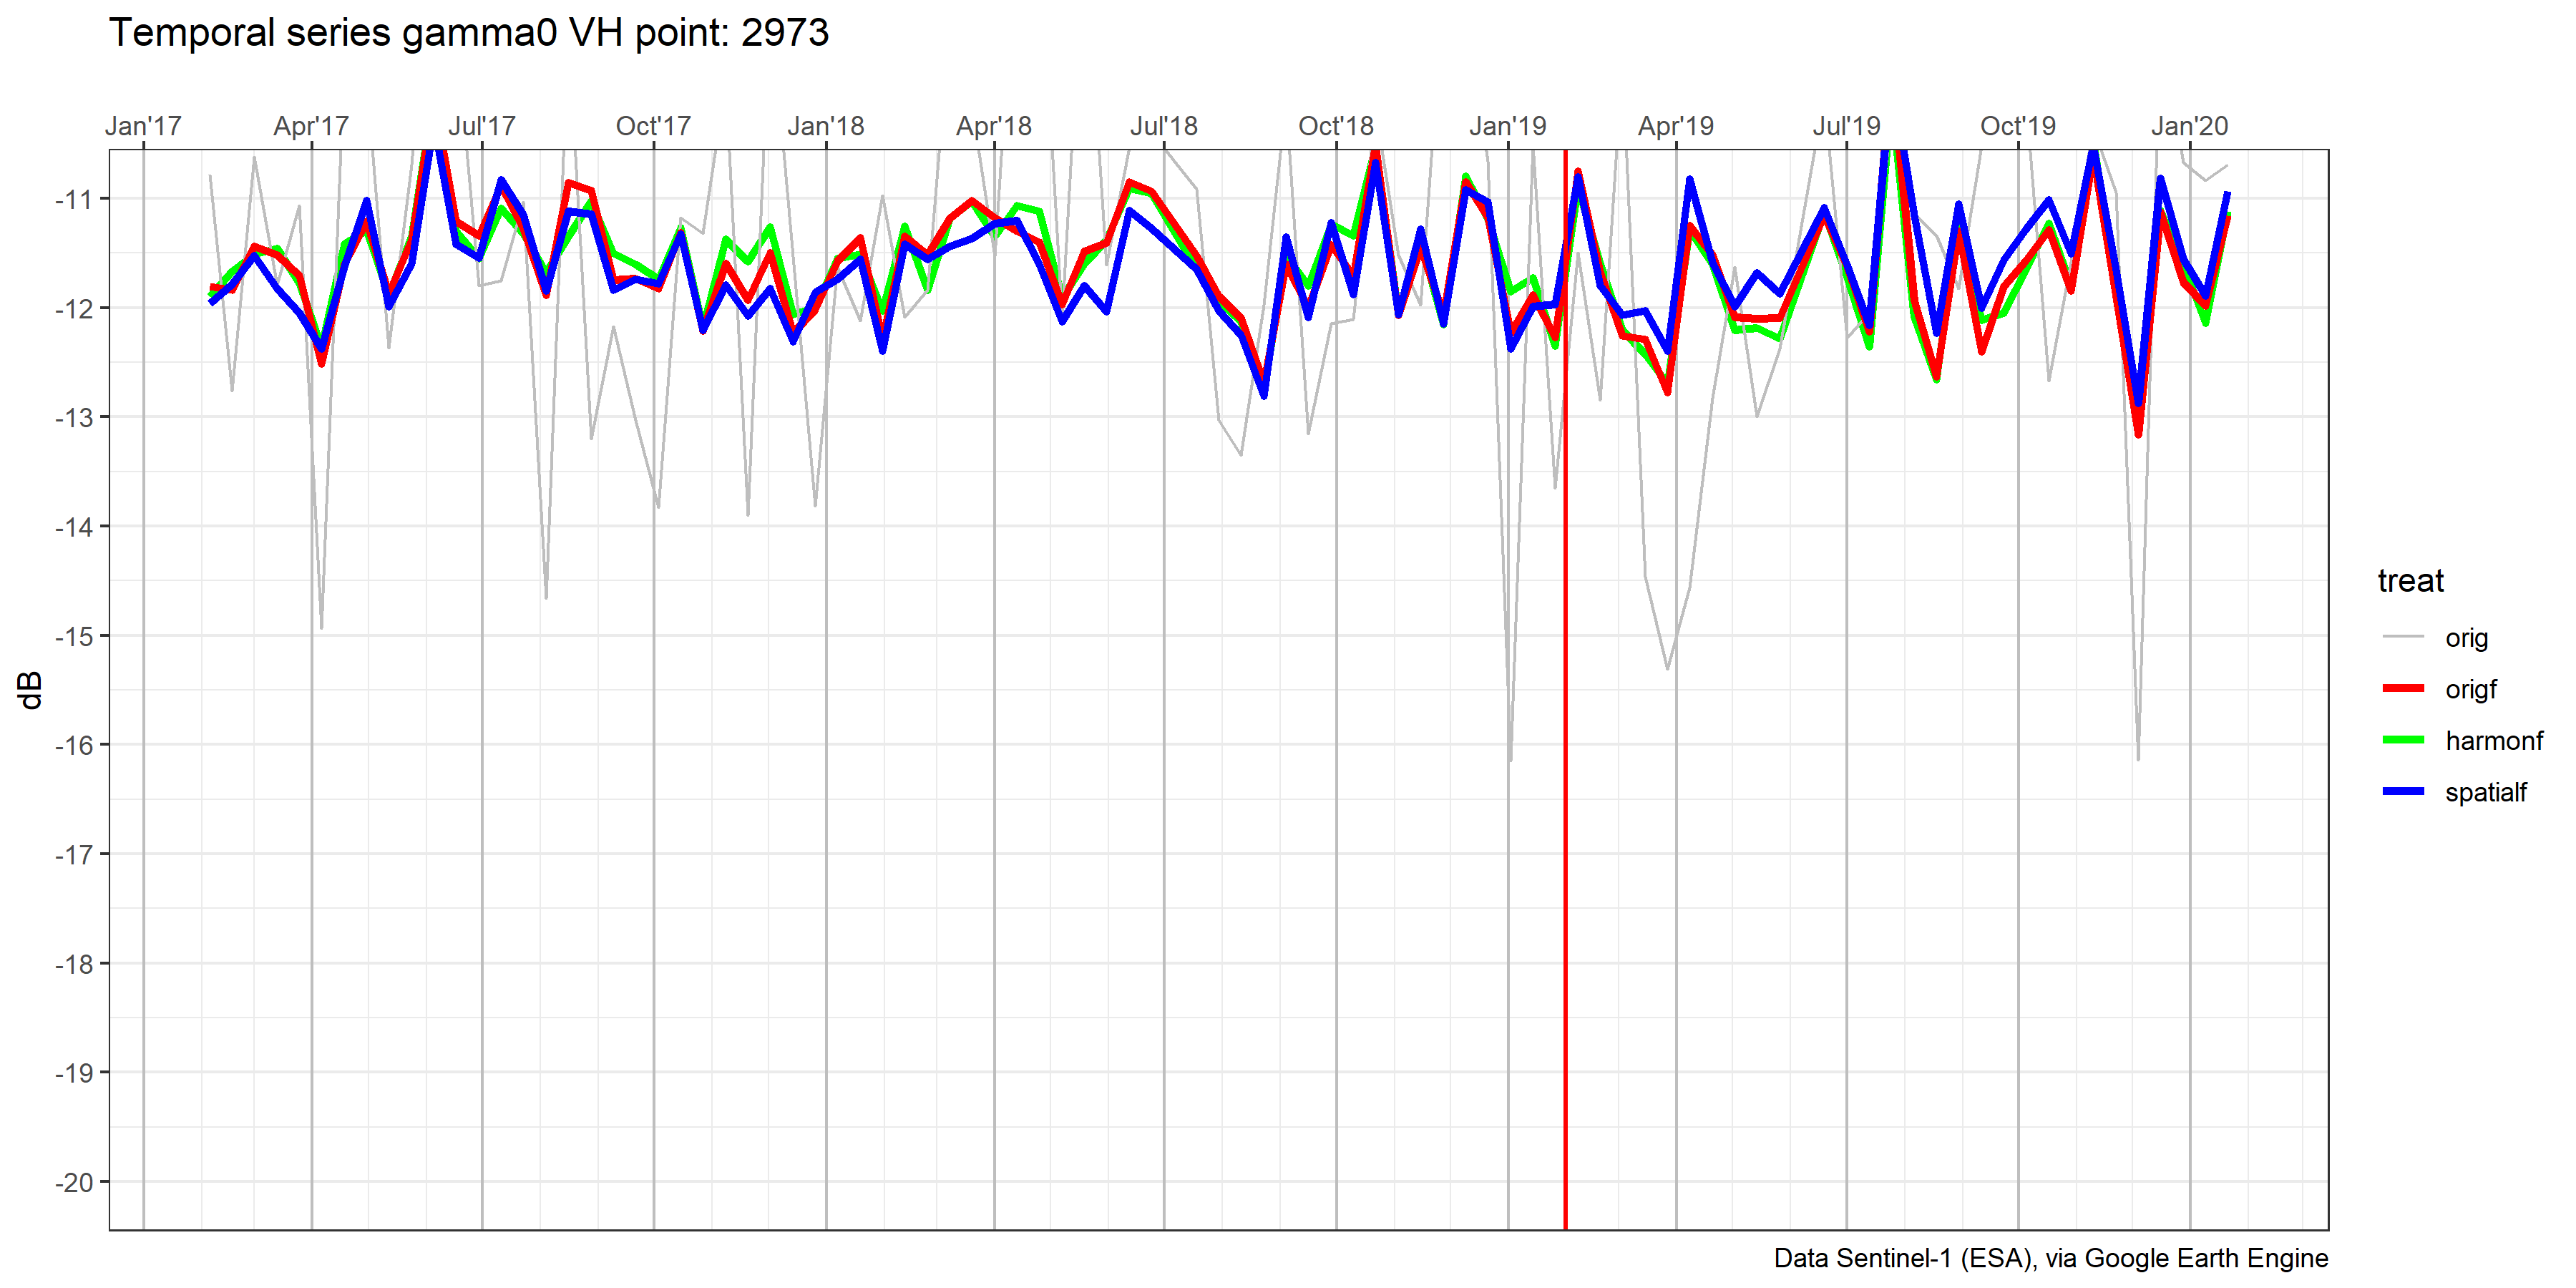 Temporal series gamma0 VH point: 2973
Jan'17 Apr'17 Jul'17 Oct'17 Jan'18 Apr'18 Jul'18 Oct'18 Jan'19 Apr'19 Jul'19 Oct'19 Jan'20
-11
-12
-13
-14
-15
-16
-17
-18
-19
-20
dB
treat
orig
origf
harmonf
spatialf
Data Sentinel-1 (ESA), via Google Earth Engine